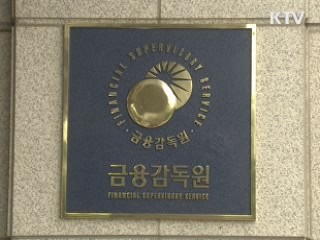 KTV
FINANCIAL SUPERVISORY SERVICE
·금융감독원·
금융감독원
FINANCIAL SUPERVISORY SERVICE